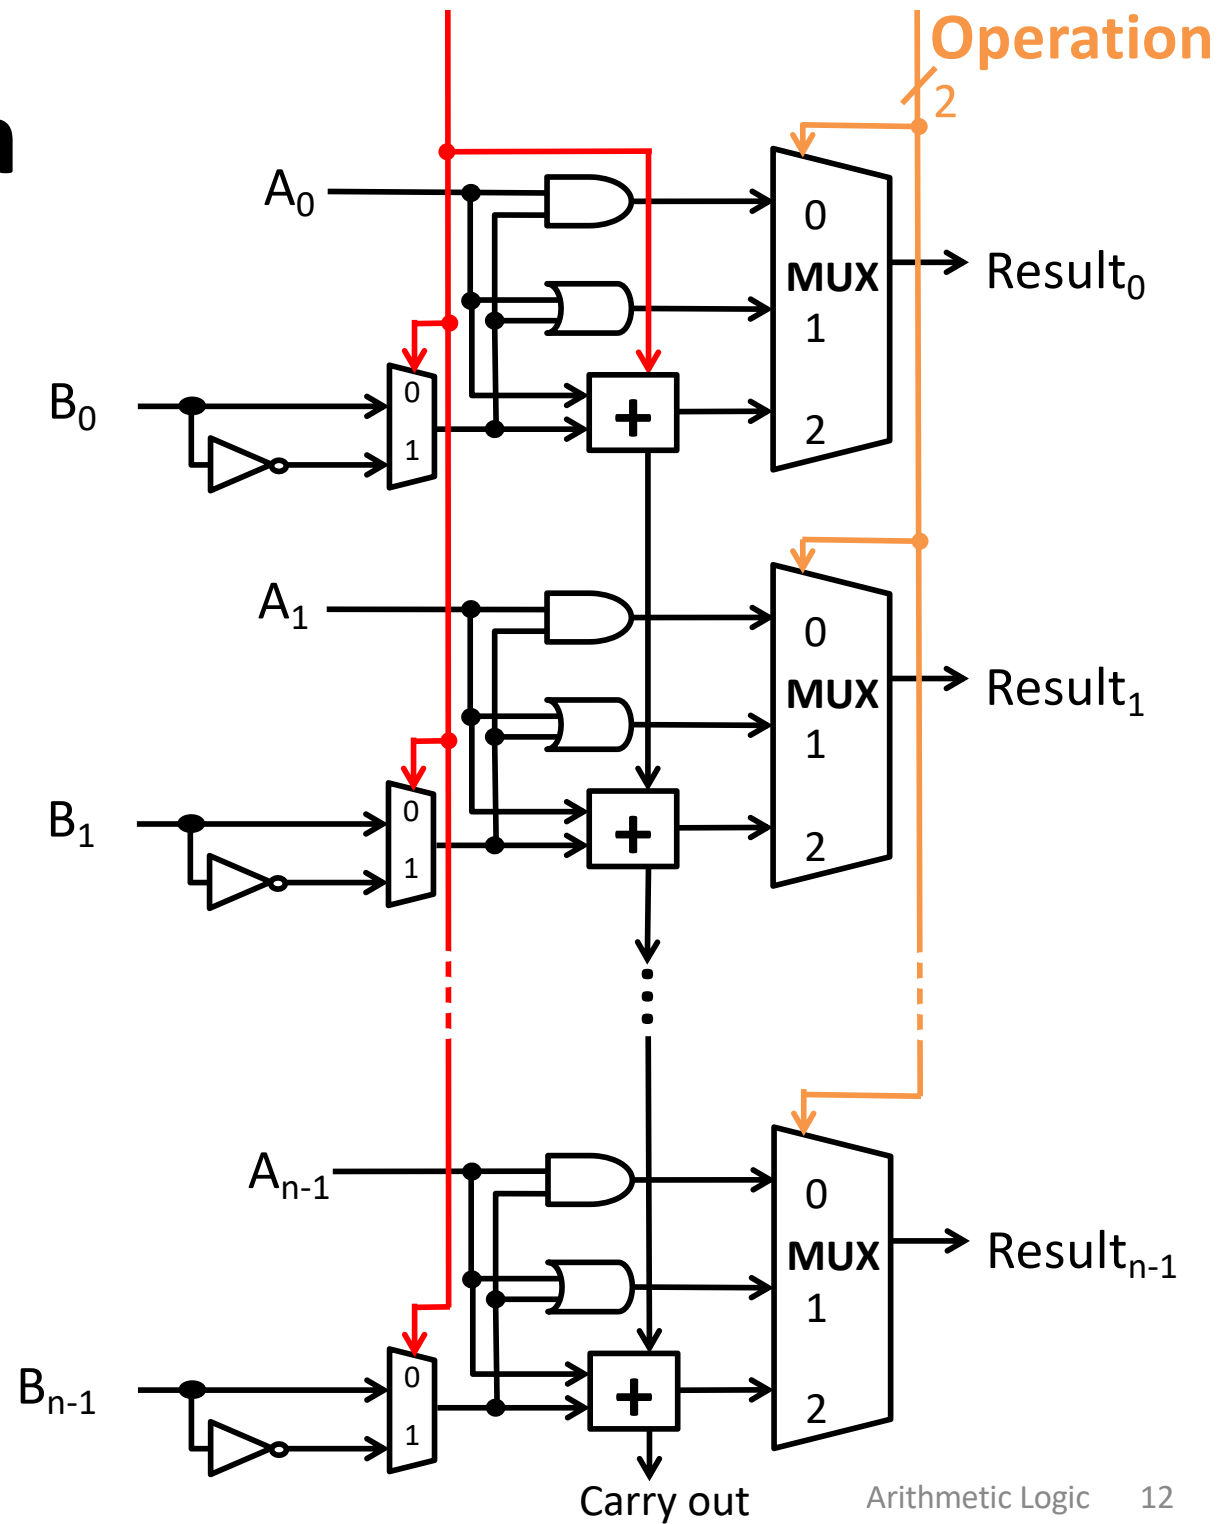 Operation
2
A0
0
MUX
1
2
Result0
B0
0
1
+
A1
0
MUX
1
2
Result1
B1
0
1
+
An-1
0
MUX
1
2
Resultn-1
Bn-1
0
1
+
Carry out
Arithmetic Logic 12